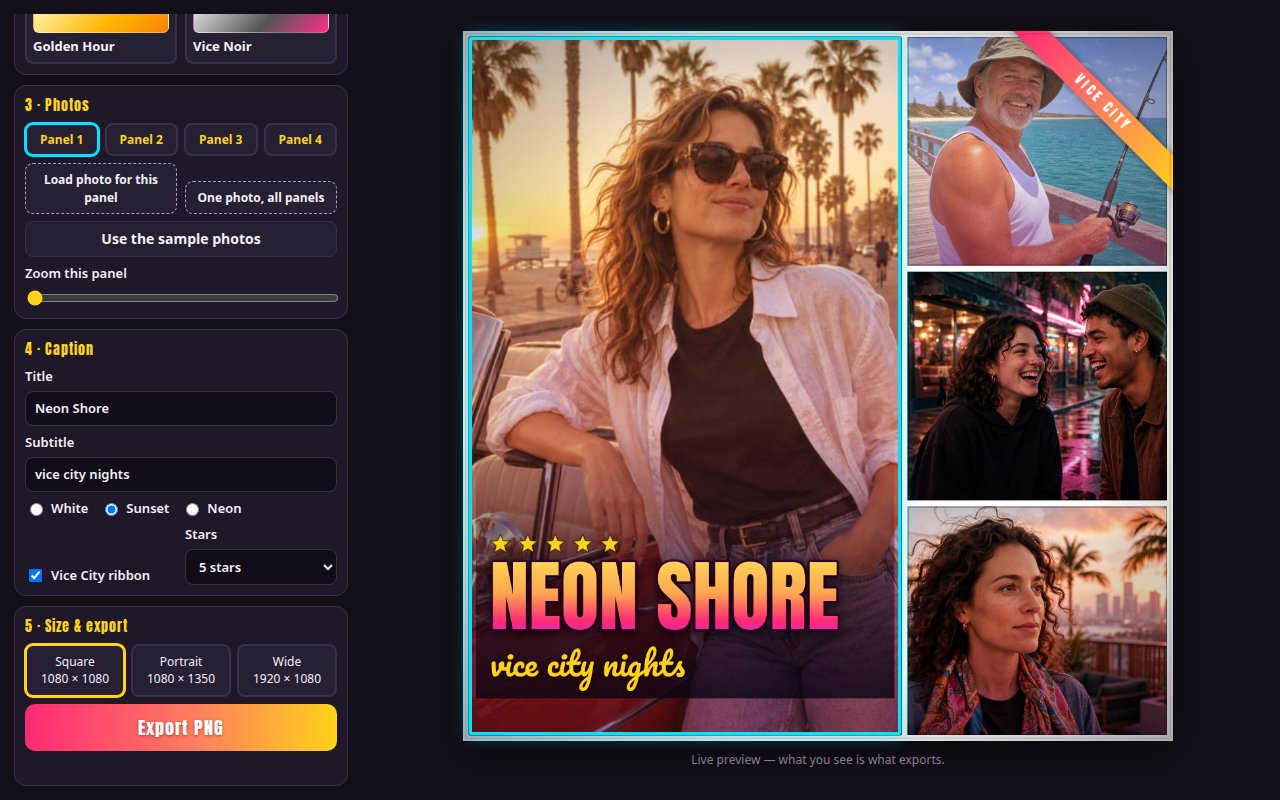 Golden Hour
Vice Noir
3 · Photos
Panel 1
Panel 2
Panel 3
Panel 4
Load photo for this
panel
One photo, all panels
Use the sample photos
Zoom this panel
4 · Caption
Title
Neon Shore
Subtitle
vice city nights
White
Sunset
Neon
Stars
Vice City ribbon
5 stars
5 · Size & export
Square
1080 × 1080
Portrait
1080 × 1350
Wide
1920 × 1080
Export PNG
VICE CITY
NEON SHORE
vice city nights
Live preview — what you see is what exports.